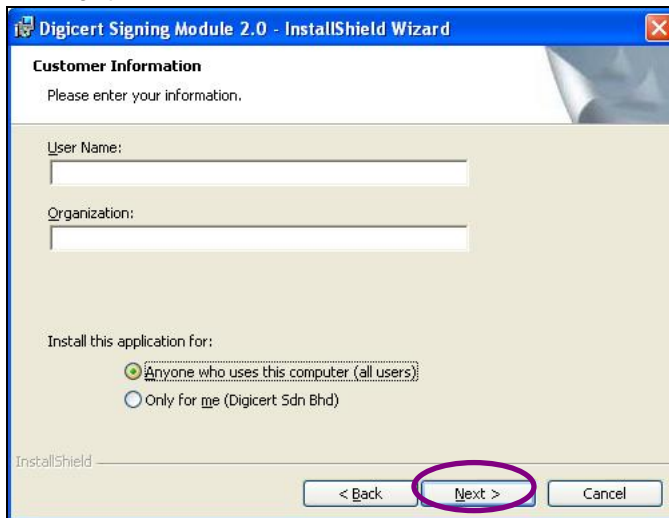 Digicert Signing Module 2.0 - InstallShield Wizard
Customer Information
Please enter your information.
User Name:
Organization:
Install this application for:
Anyone who uses this computer (all users)
Only for me (Digicert Sdn Bhd)
InstallShield
< Back
Next >
Cancel